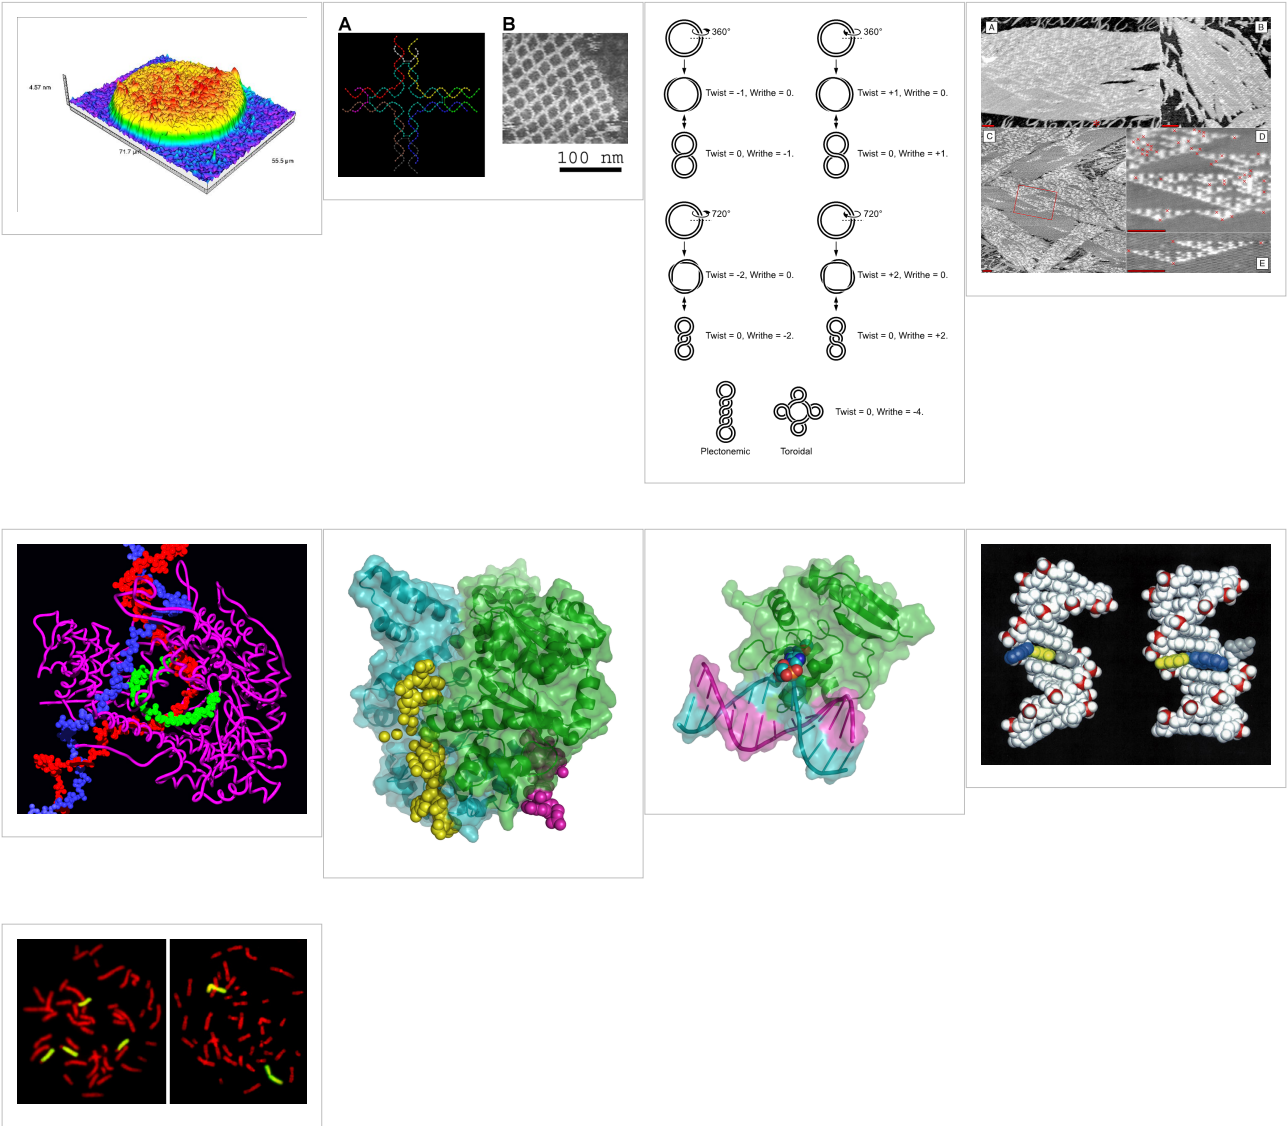 4.57 nm
71.7 µm
55.5 µm
A
B
100 nm
360°
360°
Twist = -1, Writhe = 0.
Twist = +1, Writhe = 0.
Twist = 0, Writhe = -1.
Twist = 0, Writhe = +1.
720°
720°
Twist = -2, Writhe = 0.
Twist = +2, Writhe = 0.
Twist = 0, Writhe = -2.
Twist = 0, Writhe = +2.
Twist = 0, Writhe = -4.
Plectonemic
Toroidal
A
B
C
D
E